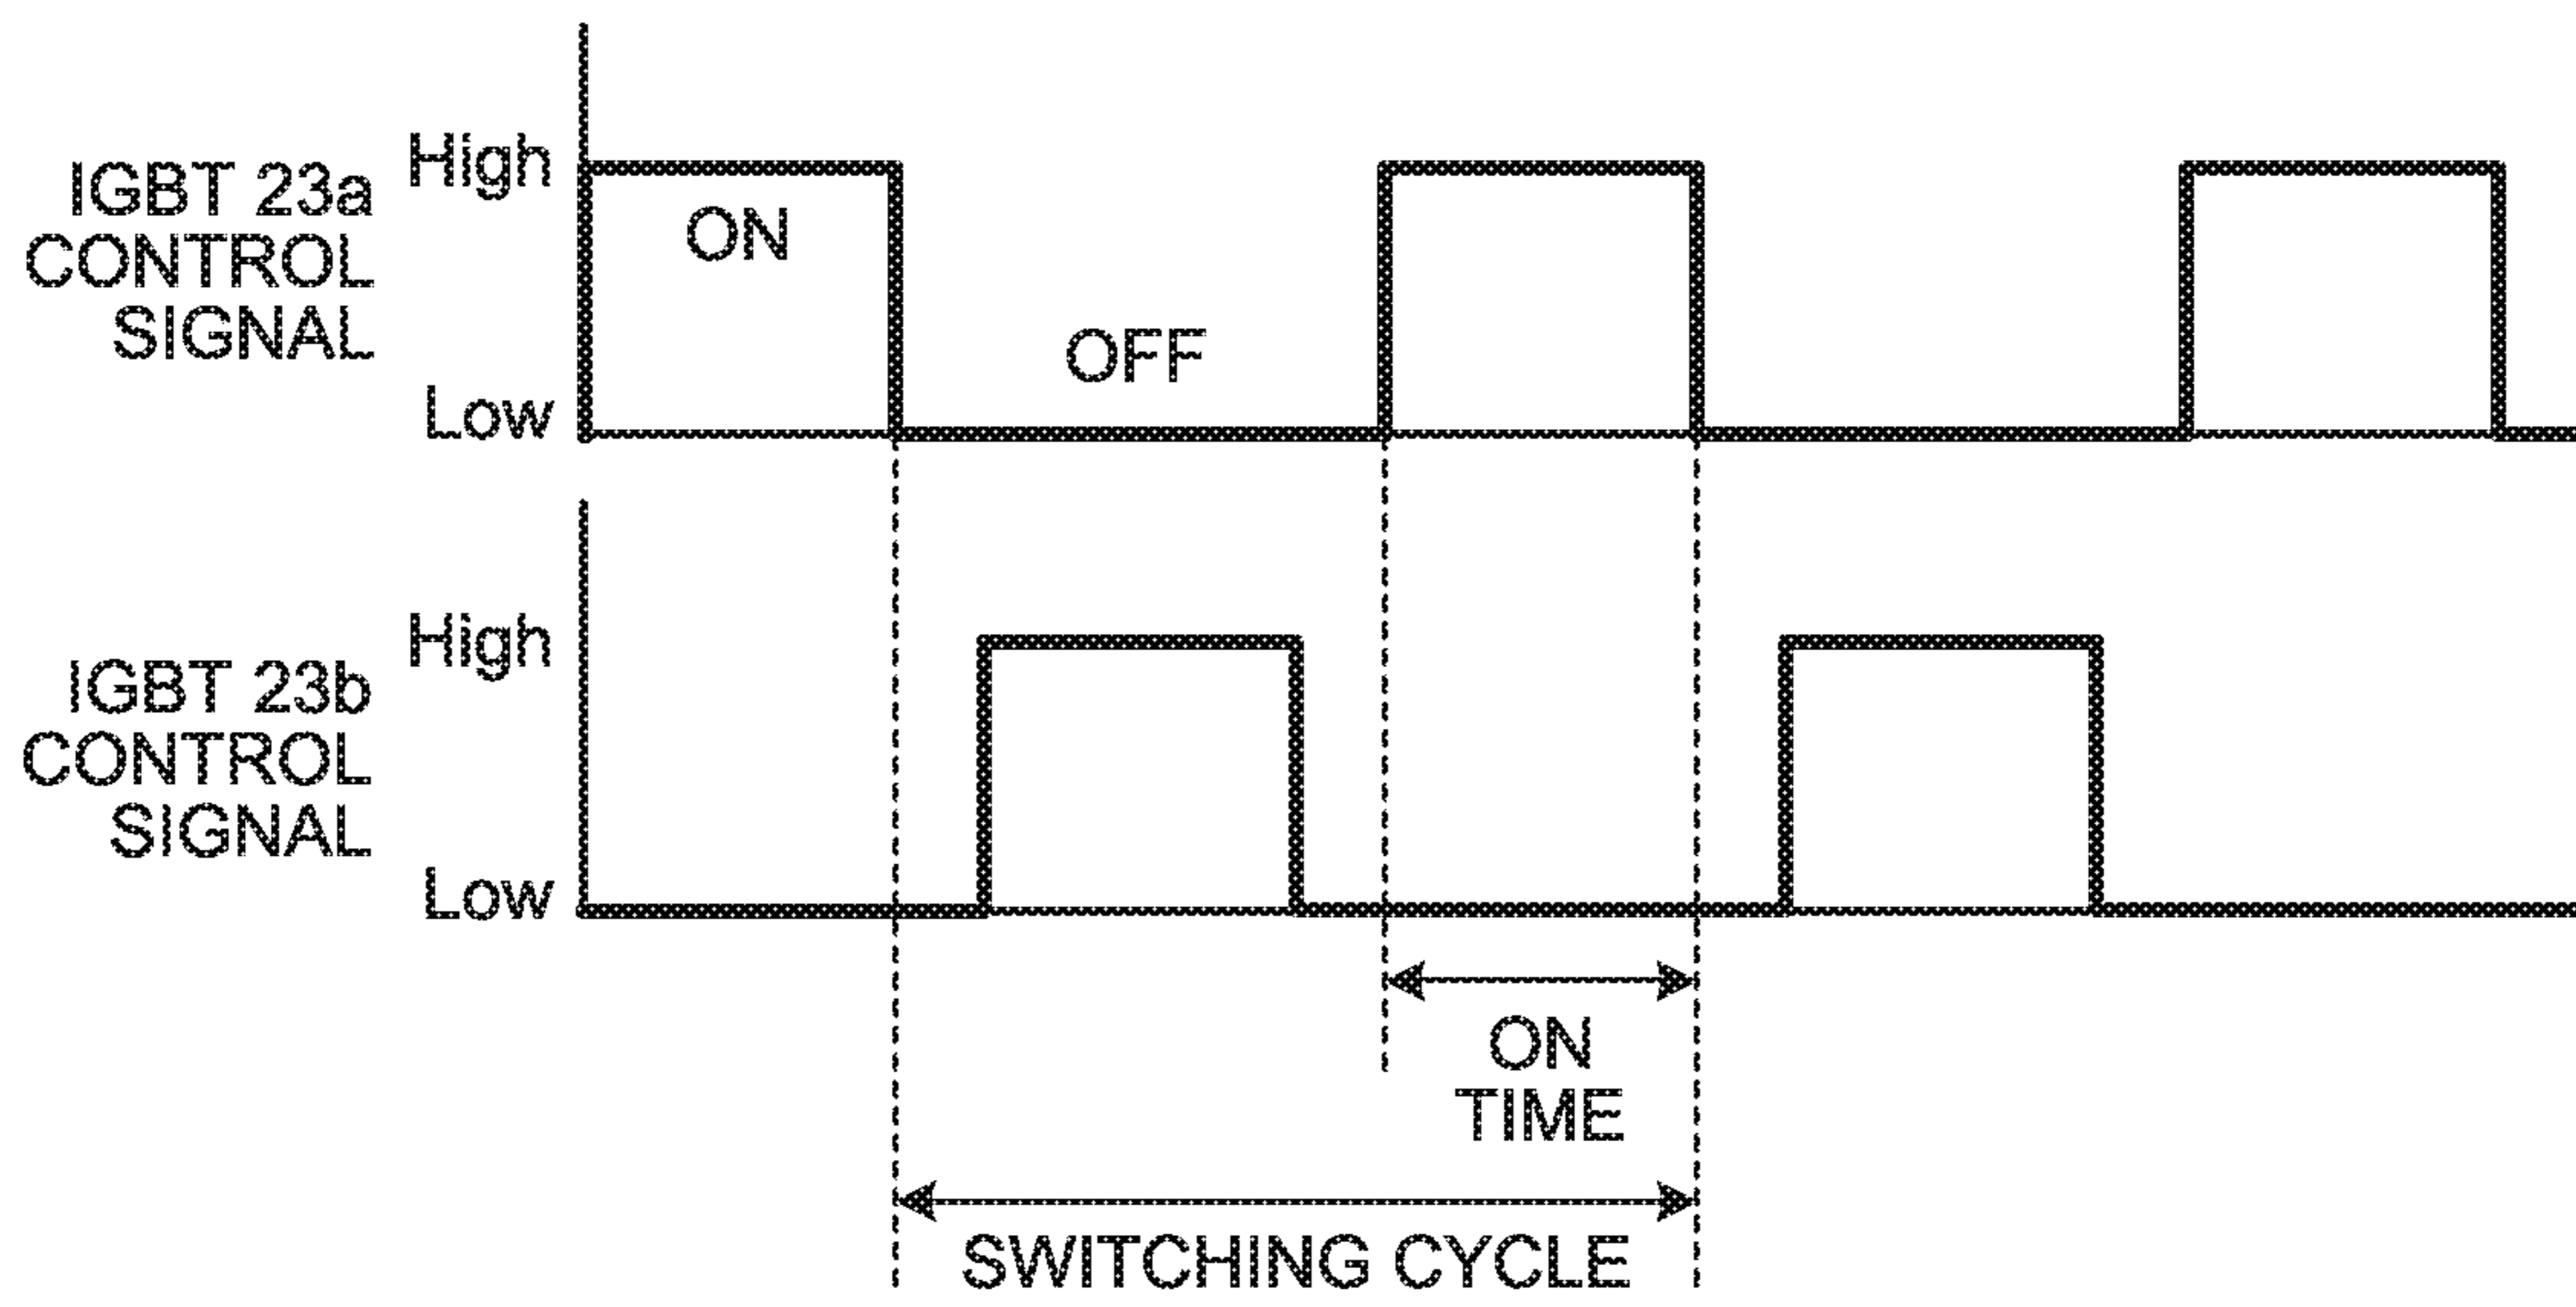 IGBT 23a
CONTROL
SIGNAL
High
ON
OFF
Low
IGBT 23b
CONTROL
SIGNAL
High
Low
ON
TIME
SWITCHING CYCLE